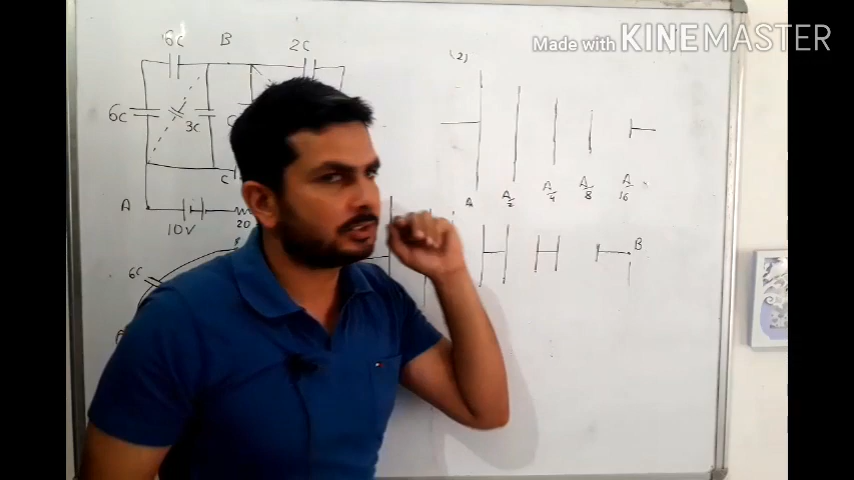 Made with KINEMASTER
6C B 2C
(2)
6C 3C C
C
A 10V 20
A A/2 A/4 A/8 A/16
B
6C
A